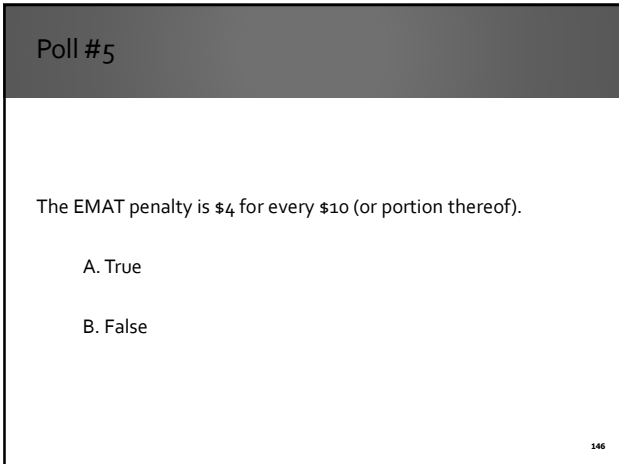 Poll #5
The EMAT penalty is $4 for every $10 (or portion thereof).
A. True
B. False
146